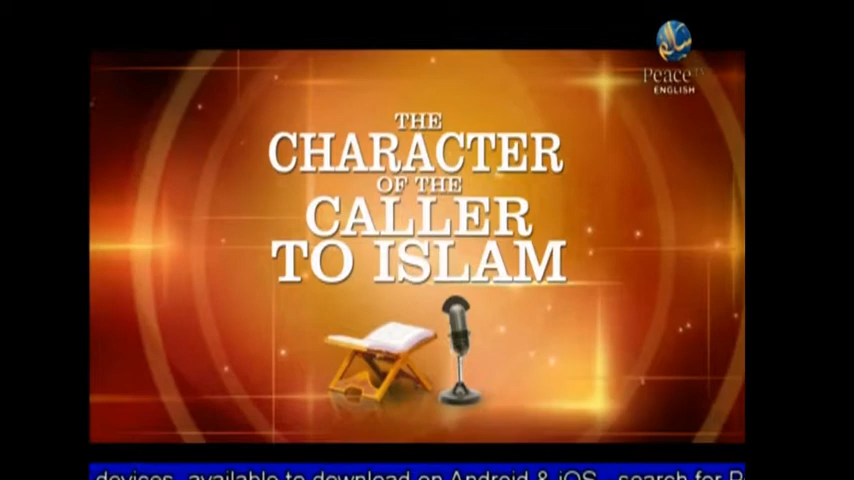 سلام
Peace TV
ENGLISH
THE
CHARACTER
OF THE
CALLER
TO ISLAM
devices, available to download on Android & iOS - search for